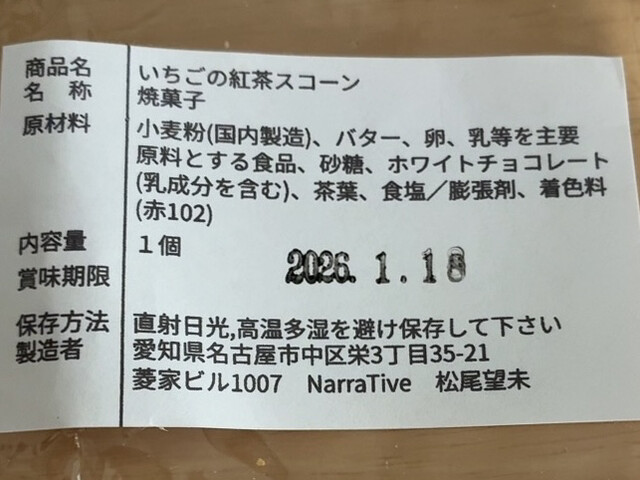 商品名 いちごの紅茶スコーン
名 称 焼菓子
原材料 小麦粉(国内製造)、バター、卵、乳等を主要
原料とする食品、砂糖、ホワイトチョコレート
(乳成分を含む)、茶葉、食塩／膨張剤、着色料
(赤102)
内容量 1個
賞味期限 2026.1.18
保存方法 直射日光,高温多湿を避け保存して下さい
製造者 愛知県名古屋市中区栄3丁目35-21
菱家ビル1007 NarraTive 松尾望未